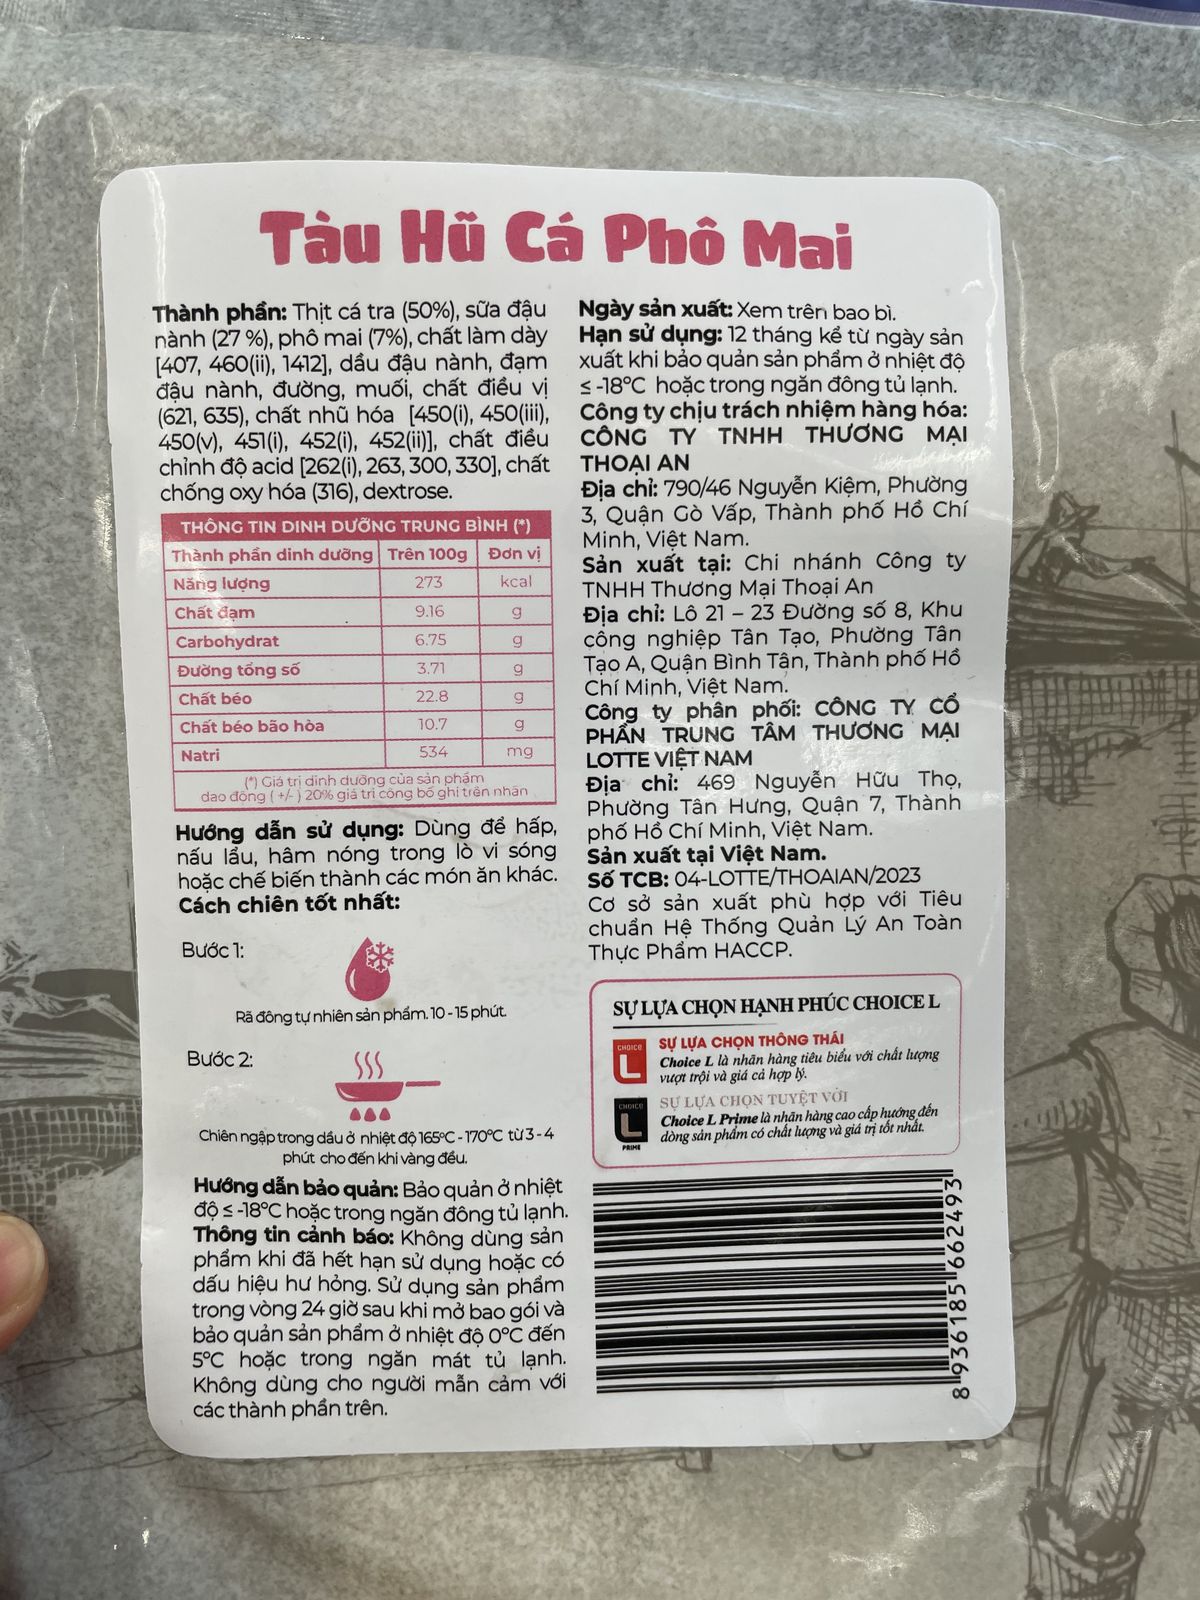 Tàu Hũ Cá Phô Mai
Thành phần: Thịt cá tra (50%), sữa đậu
nành (27 %), phô mai (7%), chất làm dày
[407, 460(ii), 1412], dầu đậu nành, đạm
đậu nành, đường, muối, chất điều vị
(621, 635), chất nhũ hóa [450(i), 450(iii),
450(v), 451(i), 452(i), 452(ii)], chất điều
chỉnh độ acid [262(i), 263, 300, 330], chất
chống oxy hóa (316), dextrose.
THÔNG TIN DINH DƯỠNG TRUNG BÌNH (*)
Thành phần dinh dưỡng Trên 100g Đơn vị
Năng lượng 273 kcal
Chất đạm 9.16 g
Carbohydrat 6.75 g
Đường tổng số 3.71 g
Chất béo 22.8 g
Chất béo bão hòa 10.7 g
Natri 534 mg
(*) Giá trị dinh dưỡng của sản phẩm
dao động ( +/- ) 20% giá trị công bố ghi trên nhãn
Hướng dẫn sử dụng: Dùng để hấp,
nấu lẩu, hâm nóng trong lò vi sóng
hoặc chế biến thành các món ăn khác.
Cách chiên tốt nhất:
Bước 1:
Rã đông tự nhiên sản phẩm. 10 - 15 phút.
Bước 2:
Chiên ngập trong dầu ở nhiệt độ 165°C - 170°C từ 3 - 4
phút cho đến khi vàng đều.
Hướng dẫn bảo quản: Bảo quản ở nhiệt
độ ≤ -18°C hoặc trong ngăn đông tủ lạnh.
Thông tin cảnh báo: Không dùng sản
phẩm khi đã hết hạn sử dụng hoặc có
dấu hiệu hư hỏng. Sử dụng sản phẩm
trong vòng 24 giờ sau khi mở bao gói và
bảo quản sản phẩm ở nhiệt độ 0°C đến
5°C hoặc trong ngăn mát tủ lạnh.
Không dùng cho người mẫn cảm với
các thành phần trên.
Ngày sản xuất: Xem trên bao bì.
Hạn sử dụng: 12 tháng kể từ ngày sản
xuất khi bảo quản sản phẩm ở nhiệt độ
≤ -18°C hoặc trong ngăn đông tủ lạnh.
Công ty chịu trách nhiệm hàng hóa:
CÔNG TY TNHH THƯƠNG MẠI
THOẠI AN
Địa chỉ: 790/46 Nguyễn Kiệm, Phường
3, Quận Gò Vấp, Thành phố Hồ Chí
Minh, Việt Nam.
Sản xuất tại: Chi nhánh Công ty
TNHH Thương Mại Thoại An
Địa chỉ: Lô 21 – 23 Đường số 8, Khu
công nghiệp Tân Tạo, Phường Tân
Tạo A, Quận Bình Tân, Thành phố Hồ
Chí Minh, Việt Nam.
Công ty phân phối: CÔNG TY CỔ
PHẦN TRUNG TÂM THƯƠNG MẠI
LOTTE VIỆT NAM
Địa chỉ: 469 Nguyễn Hữu Thọ,
Phường Tân Hưng, Quận 7, Thành
phố Hồ Chí Minh, Việt Nam.
Sản xuất tại Việt Nam.
Số TCB: 04-LOTTE/THOAIAN/2023
Cơ sở sản xuất phù hợp với Tiêu
chuẩn Hệ Thống Quản Lý An Toàn
Thực Phẩm HACCP.
SỰ LỰA CHỌN HẠNH PHÚC CHOICE L
CHOICE L
SỰ LỰA CHỌN THÔNG THÁI
Choice L là nhãn hàng tiêu biểu với chất lượng
vượt trội và giá cả hợp lý.
CHOICE L PRIME
SỰ LỰA CHỌN TUYỆT VỜI
Choice L Prime là nhãn hàng cao cấp hướng đến
dòng sản phẩm có chất lượng và giá trị tốt nhất.
8 936185 662493